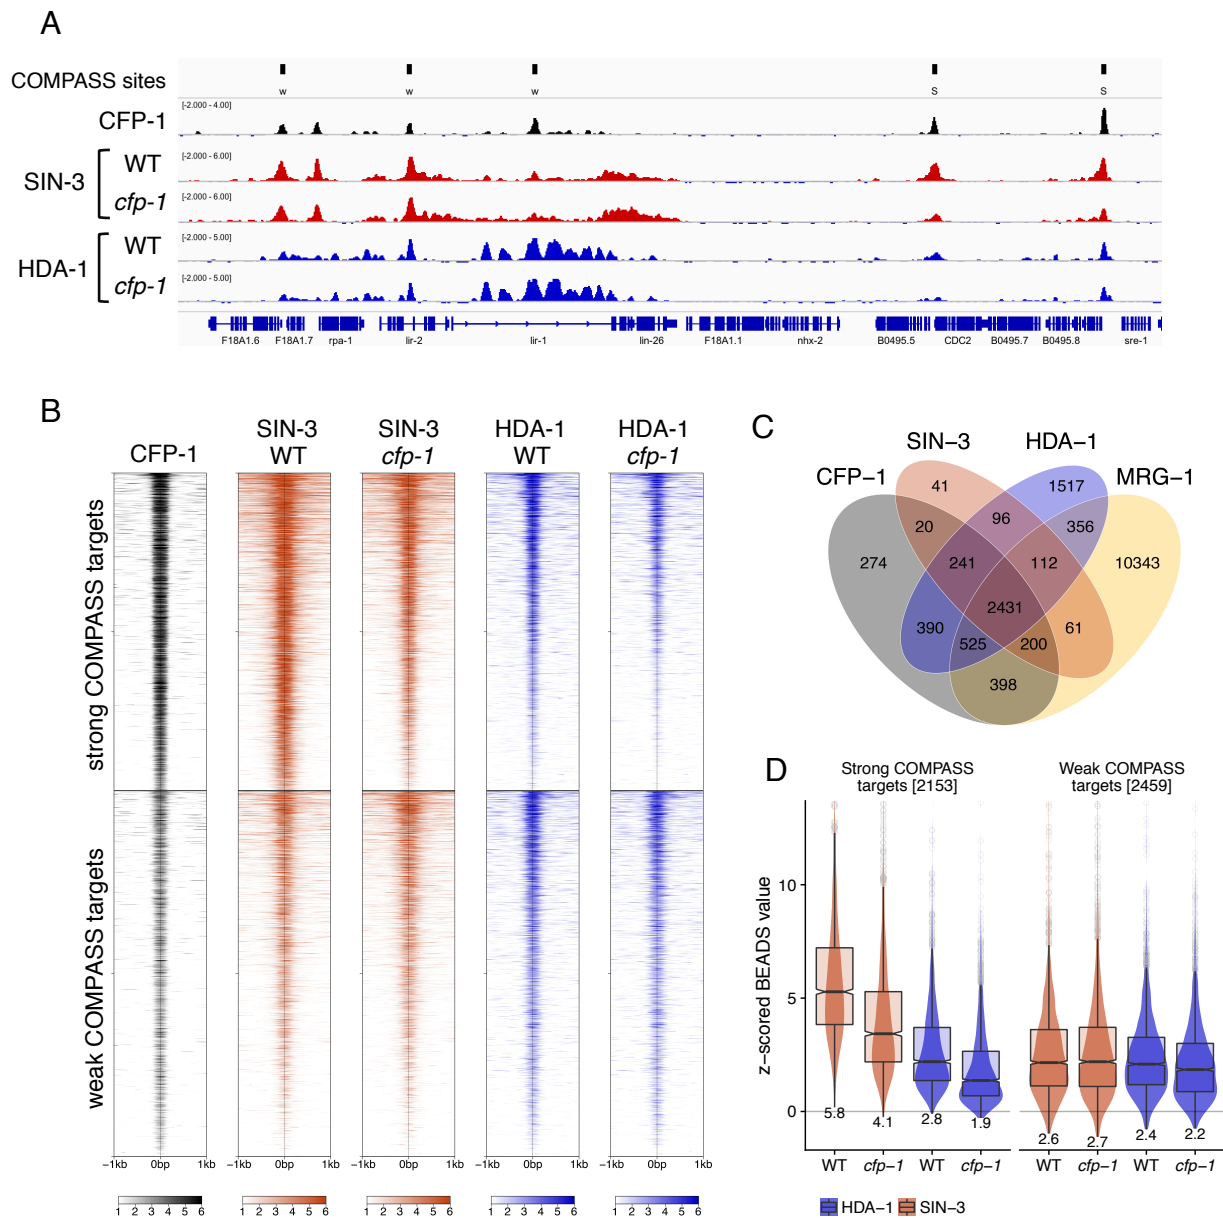 A
COMPASS sites
w w w S S
CFP-1
[-2.000 - 4.00]
SIN-3
WT
[-2.000 - 6.00]
cfp-1
[-2.000 - 6.00]
HDA-1
WT
[-2.000 - 5.00]
cfp-1
[-2.000 - 5.00]
F18A1.6 F18A1.7 rpa-1 lir-2 lir-1 lin-26 F18A1.1 nhx-2 B0495.5 CDC2 B0495.7 B0495.8 sre-1
B
CFP-1
SIN-3
WT
SIN-3
cfp-1
HDA-1
WT
HDA-1
cfp-1
strong COMPASS targets
weak COMPASS targets
−1kb 0bp 1kb
−1kb 0bp 1kb
−1kb 0bp 1kb
−1kb 0bp 1kb
−1kb 0bp 1kb
1 2 3 4 5 6
1 2 3 4 5 6
1 2 3 4 5 6
1 2 3 4 5 6
1 2 3 4 5 6
C
SIN−3 HDA−1
CFP−1 MRG−1
41 1517
20 96 356
274 241 112 10343
2431
390 525 200 61
398
D
Strong COMPASS
targets [2153]
Weak COMPASS
targets [2459]
z−scored BEADS value
10
5
0
5.8 4.1 2.8 1.9
2.6 2.7 2.4 2.2
WT cfp−1 WT cfp−1
WT cfp−1 WT cfp−1
HDA−1 SIN−3